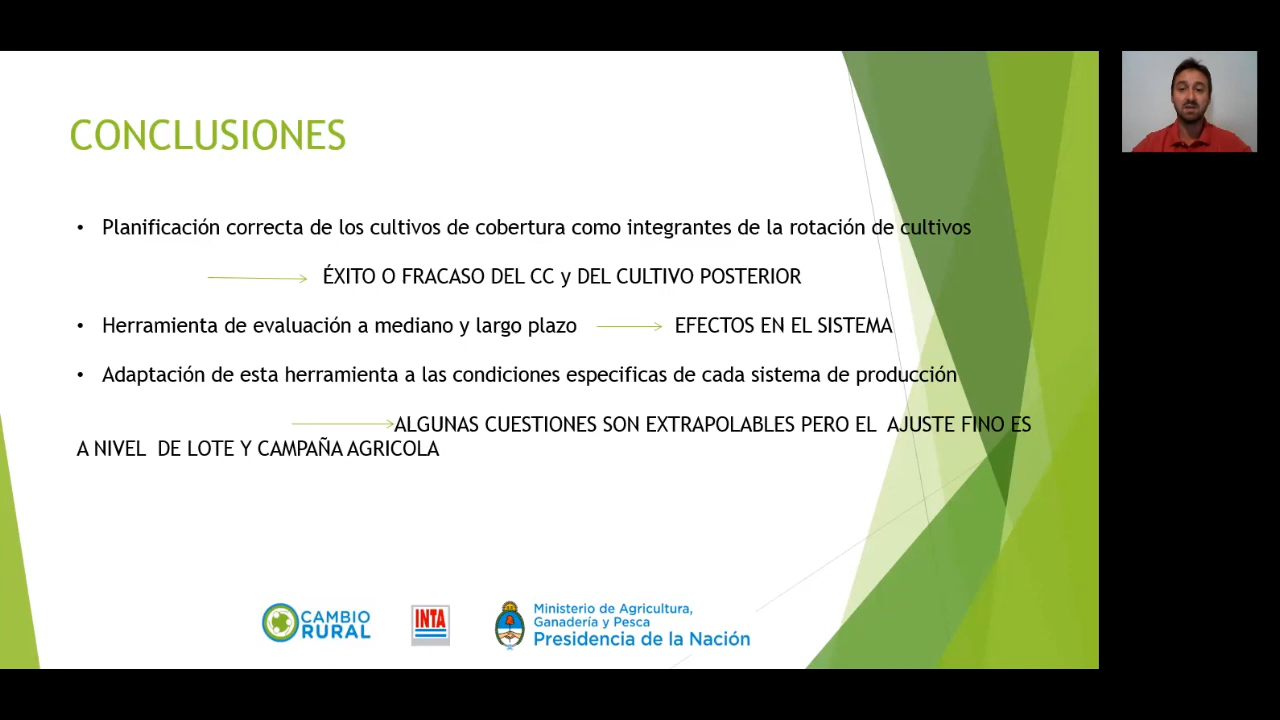 CONCLUSIONES
• Planificación correcta de los cultivos de cobertura como integrantes de la rotación de cultivos
ÉXITO O FRACASO DEL CC y DEL CULTIVO POSTERIOR
• Herramienta de evaluación a mediano y largo plazo EFECTOS EN EL SISTEMA
• Adaptación de esta herramienta a las condiciones especificas de cada sistema de producción
ALGUNAS CUESTIONES SON EXTRAPOLABLES PERO EL AJUSTE FINO ES
A NIVEL DE LOTE Y CAMPAÑA AGRICOLA
CAMBIO
RURAL
INTA
Ministerio de Agricultura,
Ganadería y Pesca
Presidencia de la Nación